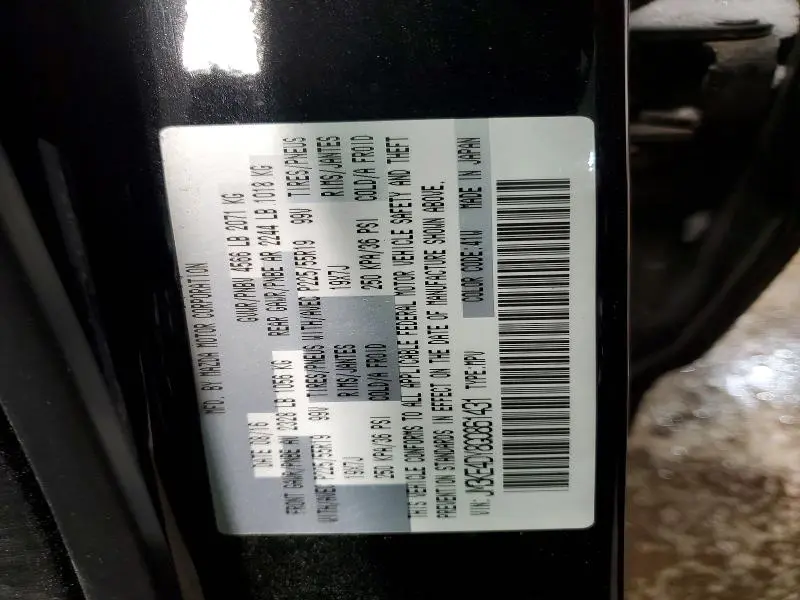 MFD. BY MAZDA MOTOR CORPORATION
DATE 08/16 GVWR/PNBV 4566 LB 2071 KG
FRONT GAWR/PNBE AV 2328 LB 1056 KG REAR GAWR/PNBE AR 2244 LB 1018 KG
WITH/AVEC P225/55R19 99V TIRES/PNEUS WITH/AVEC P225/55R19 99V TIRES/PNEUS
19X7J RIMS/JANTES 19X7J RIMS/JANTES
250 KPA/36 PSI COLD/A FROID 250 KPA/36 PSI COLD/A FROID
THIS VEHICLE CONFORMS TO ALL APPLICABLE FEDERAL MOTOR VEHICLE SAFETY AND THEFT
PREVENTION STANDARDS IN EFFECT ON THE DATE OF MANUFACTURE SHOWN ABOVE.
COLOR CODE:41W MADE IN JAPAN
VIN: JM3KE4DY8G0861431 TYPE:MPV